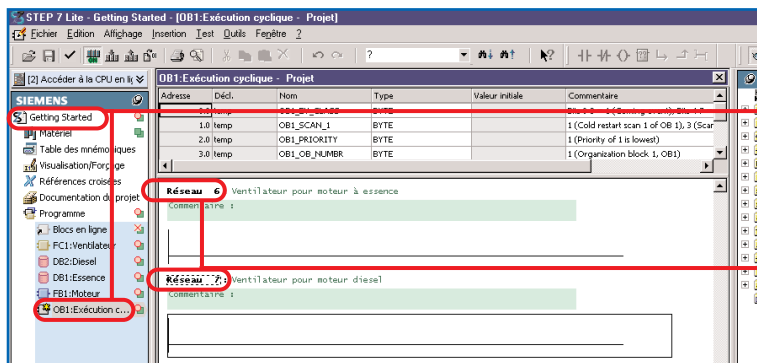 STEP 7 Lite - Getting Started - [OB1:Exécution cyclique - Projet]
Fichier Edition Affichage Insertion Test Outils Fenêtre ?
?
[2] Accéder à la CPU en li
OB1:Exécution cyclique - Projet
SIEMENS
Adresse Décl. Nom Type Valeur initiale Commentaire
Getting Started
temp BYTE
Matériel
1.0 temp OB1_SCAN_1 BYTE 1 (Cold restart scan 1 of OB 1), 3 (Scan
Table des mnémoniques
2.0 temp OB1_PRIORITY BYTE 1 (Priority of 1 is lowest)
Visualisation/Forçage
3.0 temp OB1_OB_NUMBR BYTE 1 (Organization block 1, OB1)
Références croisées
Documentation du projet
Programme
Blocs en ligne
FC1:Ventilateur
DB2:Diesel
DB1:Essence
FB1:Moteur
OB1:Exécution c...
Réseau 6 Ventilateur pour moteur à essence
Commentaire :
Réseau 7: Ventilateur pour moteur diesel
Commentaire :